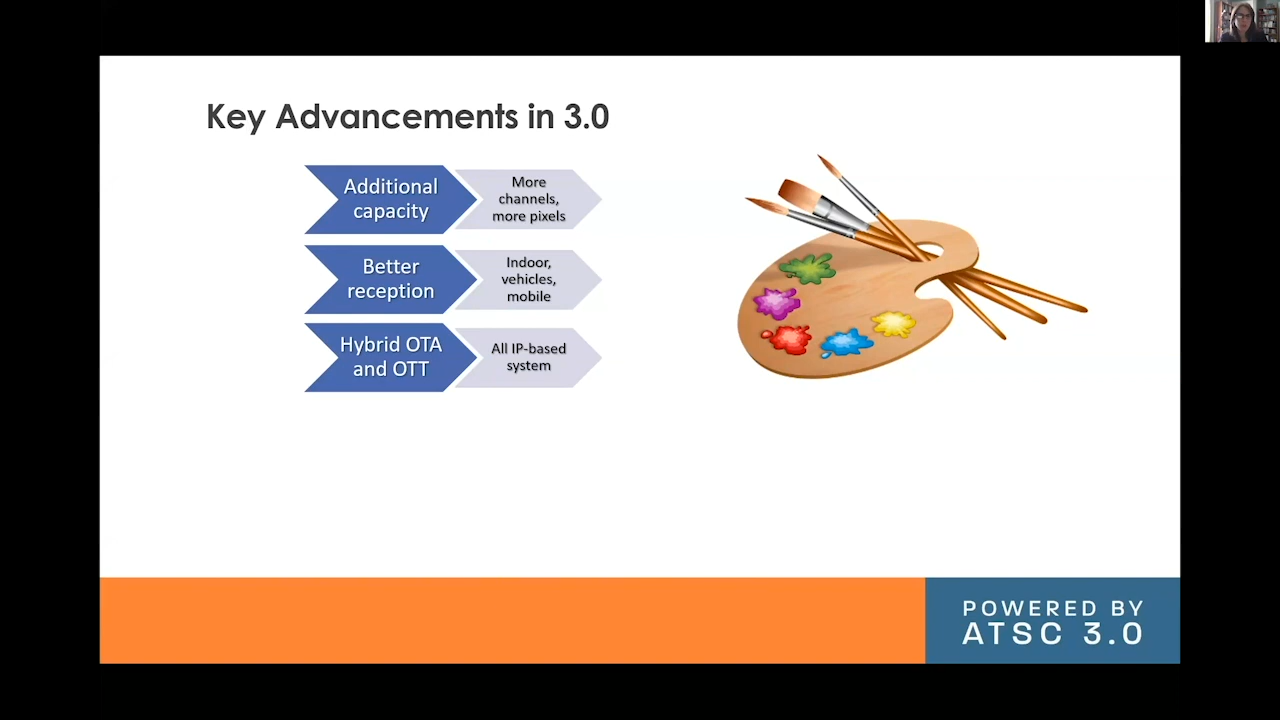 Key Advancements in 3.0
Additional
capacity
More
channels,
more pixels
Better
reception
Indoor,
vehicles,
mobile
Hybrid OTA
and OTT
All IP-based
system
POWERED BY
ATSC 3.0